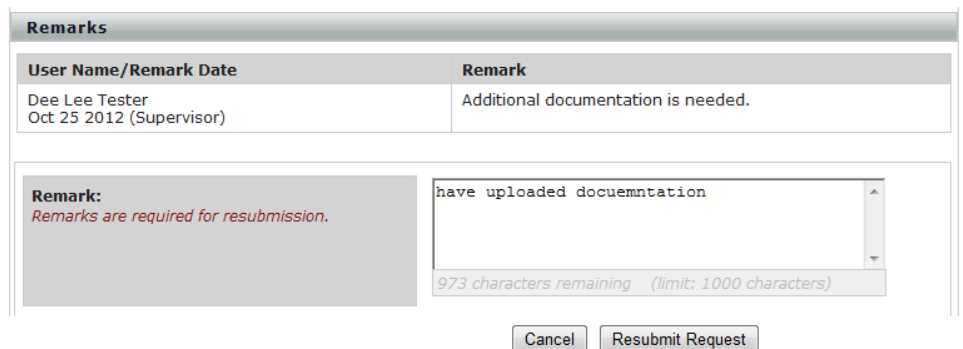 Remarks
User Name/Remark Date Remark
Dee Lee Tester Additional documentation is needed.
Oct 25 2012 (Supervisor)
Remark: have uploaded docuemntation
Remarks are required for resubmission.
973 characters remaining (limit: 1000 characters)
Cancel Resubmit Request